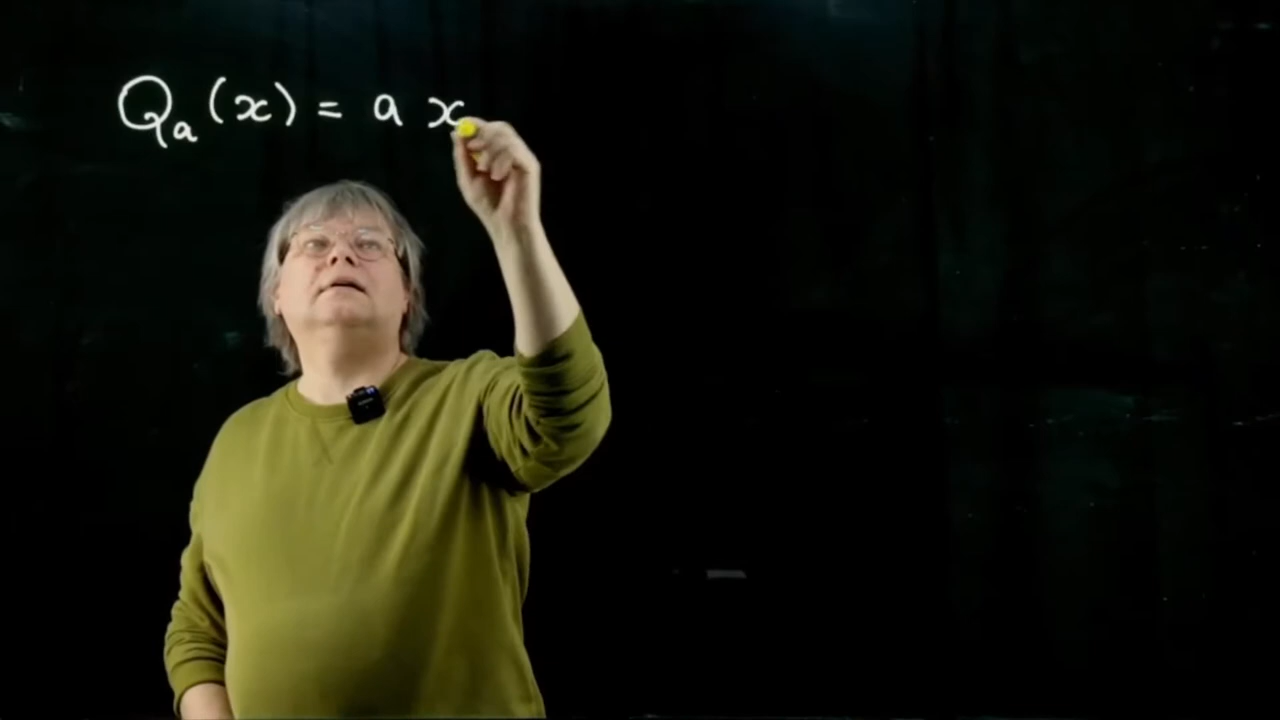 Qₐ(x) = a x